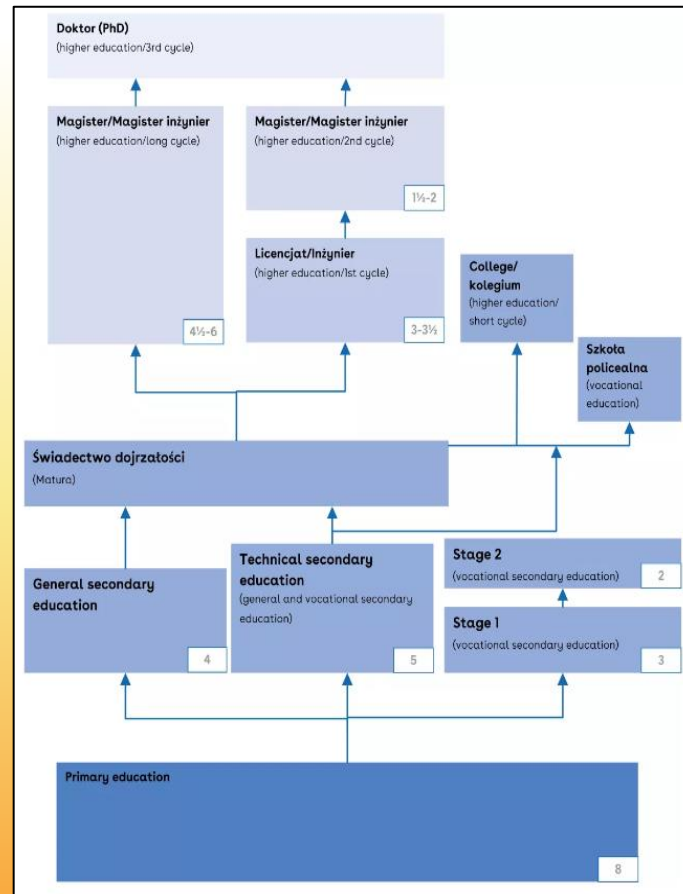 Doktor (PhD)
(higher education/3rd cycle)
Magister/Magister inżynier
(higher education/long cycle)
4½-6
Magister/Magister inżynier
(higher education/2nd cycle)
1½-2
Licencjat/Inżynier
(higher education/1st cycle)
3-3½
College/
kolegium
(higher education/
short cycle)
Szkoła
policealna
(vocational
education)
Świadectwo dojrzałości
(Matura)
General secondary
education
4
Technical secondary
education
(general and vocational secondary
education)
5
Stage 2
(vocational secondary education)
2
Stage 1
(vocational secondary education)
3
Primary education
8